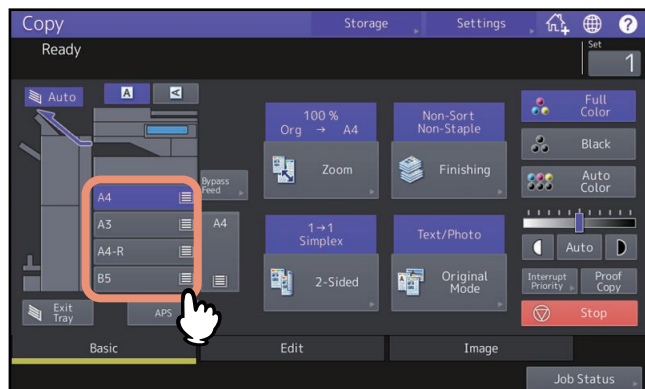 Copy
Storage
Settings
?
Ready
Set
1
Auto
A
A
100 %
Org → A4
Zoom
Non-Sort
Non-Staple
Finishing
Full
Color
Black
Auto
Color
Bypass
Feed
A4
A3
A4-R
B5
A4
1→1
Simplex
2-Sided
Text/Photo
Original
Mode
Auto
Interrupt
Priority
Proof
Copy
Exit
Tray
APS
Stop
Basic
Edit
Image
Job Status